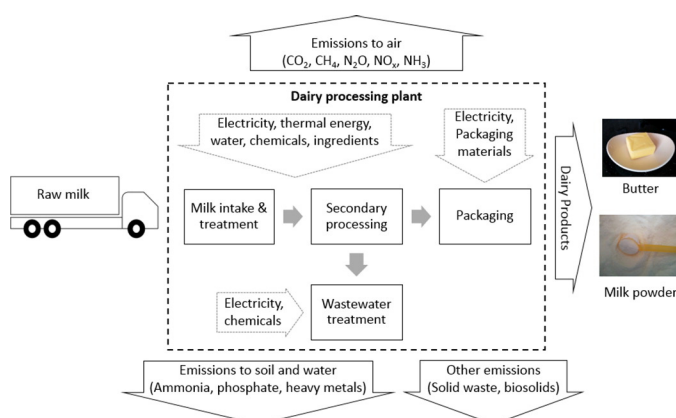 Emissions to air
(CO₂, CH₄, N₂O, NOₓ, NH₃)
Dairy processing plant
Electricity, thermal energy,
water, chemicals, ingredients
Electricity,
Packaging
materials
Raw milk
Milk intake &
treatment
Secondary
processing
Packaging
Dairy Products
Butter
Milk powder
Electricity,
chemicals
Wastewater
treatment
Emissions to soil and water
(Ammonia, phosphate, heavy metals)
Other emissions
(Solid waste, biosolids)